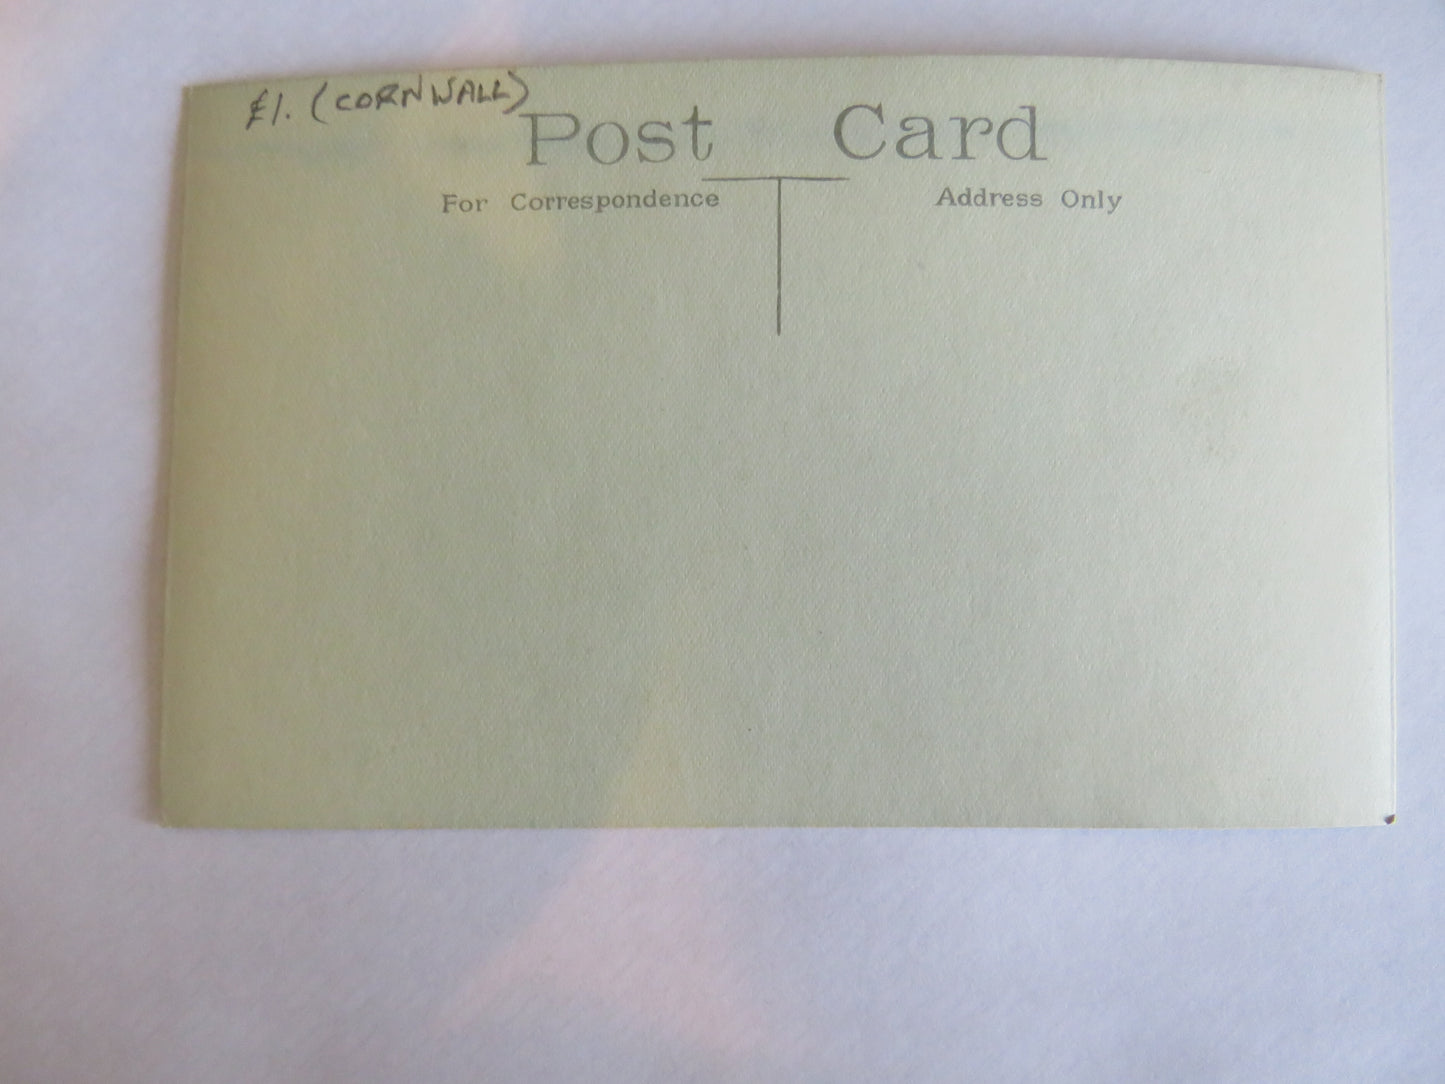 £1. (CORNWALL)
Post Card
For Correspondence
Address Only